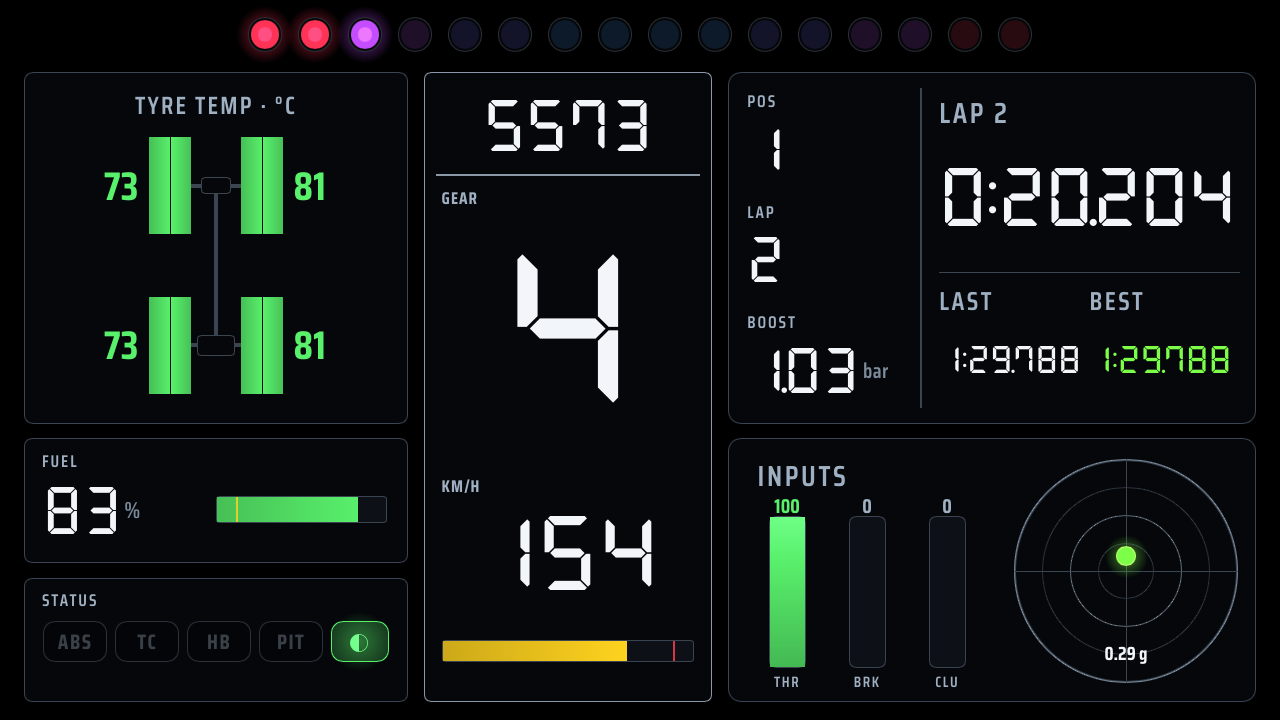 TYRE TEMP · °C
73 81
73 81
FUEL
83 %
STATUS
ABS TC HB PIT
5573
GEAR
4
KM/H
154
POS
1
LAP
2
BOOST
1.03 bar
LAP 2
0:20.204
LAST BEST
1:29.788 1:29.788
INPUTS
100 0 0
THR BRK CLU
0.29 g